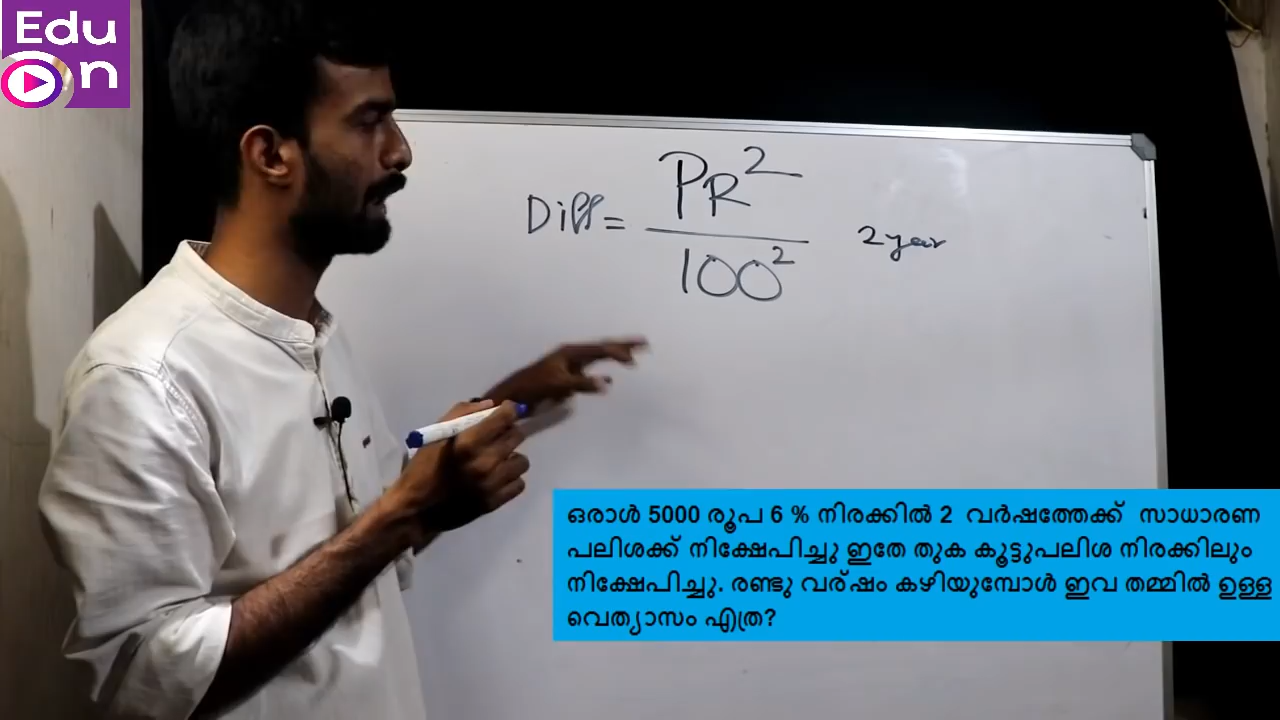 Edu
On
Diff = PR²
100²
2 year
ഒരാൾ 5000 രൂപ 6 % നിരക്കിൽ 2 വർഷത്തേക്ക് സാധാരണ
പലിശക്ക് നിക്ഷേപിച്ചു ഇതേ തുക കൂട്ടുപലിശ നിരക്കിലും
നിക്ഷേപിച്ചു. രണ്ടു വര്ഷം കഴിയുമ്പോൾ ഇവ തമ്മിൽ ഉള്ള
വെത്യാസം എത്ര?